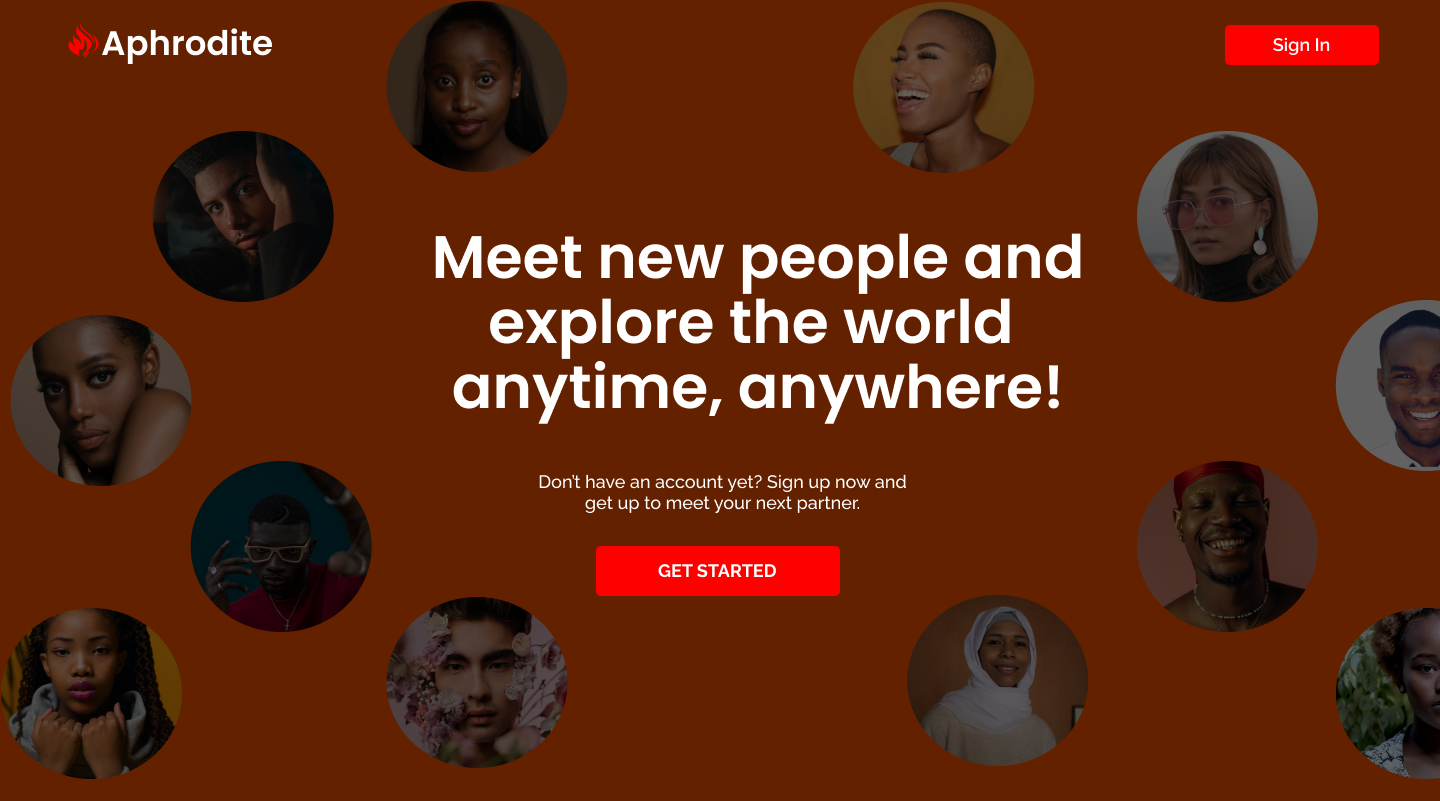 Aphrodite
Sign In
Meet new people and
explore the world
anytime, anywhere!
Don't have an account yet? Sign up now and
get up to meet your next partner.
GET STARTED